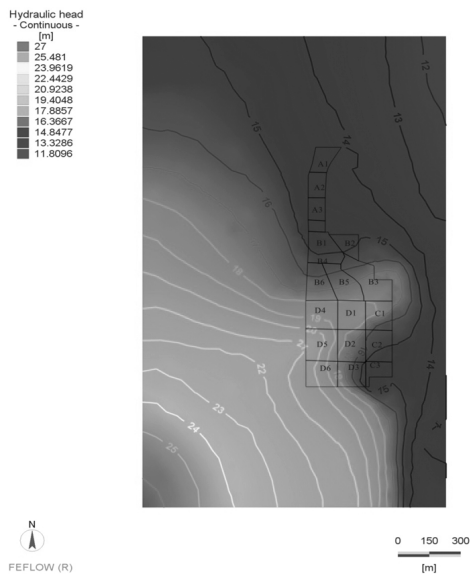 Hydraulic head
- Continuous -
[m]
27
25.481
23.9619
22.4429
20.9238
19.4048
17.8857
16.3667
14.8477
13.3286
11.8096
12
13
14
15
16
A1
A2
A3
B1 B2 15
B4
18
B6 B5 B3
D4 D1 C1
19
D5 D2 C2
22
D6 D3 C3
14
15
23
24
25
N
FEFLOW (R)
0 150 300
[m]